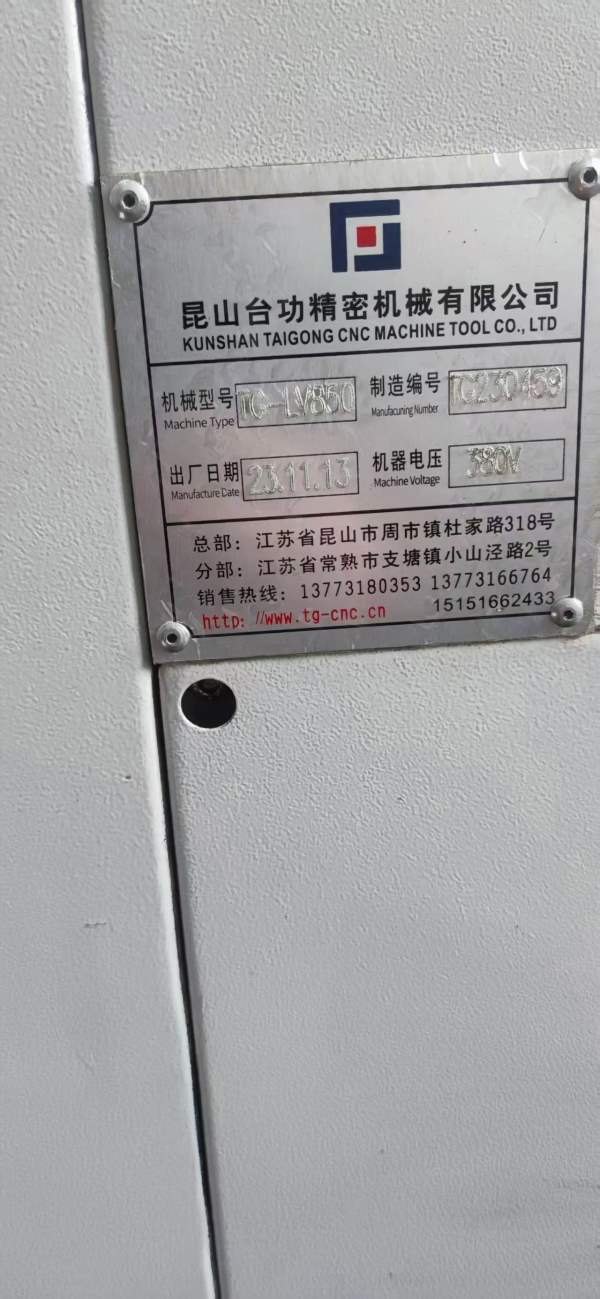 昆山台功精密机械有限公司
KUNSHAN TAIGONG CNC MACHINE TOOL CO., LTD
机械型号 TG-LV850 制造编号 TG230459
Machine Type Manufacuning Number
出厂日期 23.11.13 机器电压 380V
Manufacture Date Machine Voltage
总部：江苏省昆山市周市镇杜家路318号
分部：江苏省常熟市支塘镇小山泾路2号
销售热线：13773180353 13773166764
http: //www.tg-cnc.cn 15151662433